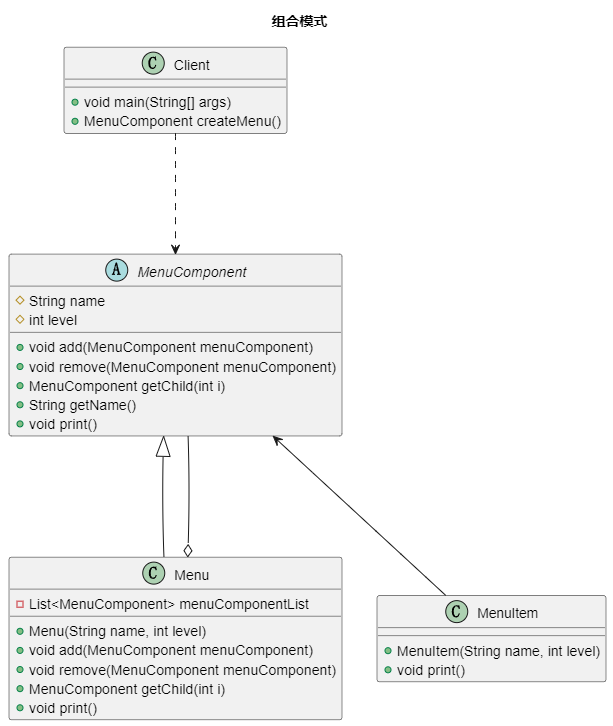 组合模式
C Client
void main(String[] args)
MenuComponent createMenu()
A MenuComponent
String name
int level
void add(MenuComponent menuComponent)
void remove(MenuComponent menuComponent)
MenuComponent getChild(int i)
String getName()
void print()
C Menu
List<MenuComponent> menuComponentList
Menu(String name, int level)
void add(MenuComponent menuComponent)
void remove(MenuComponent menuComponent)
MenuComponent getChild(int i)
void print()
C MenuItem
MenuItem(String name, int level)
void print()